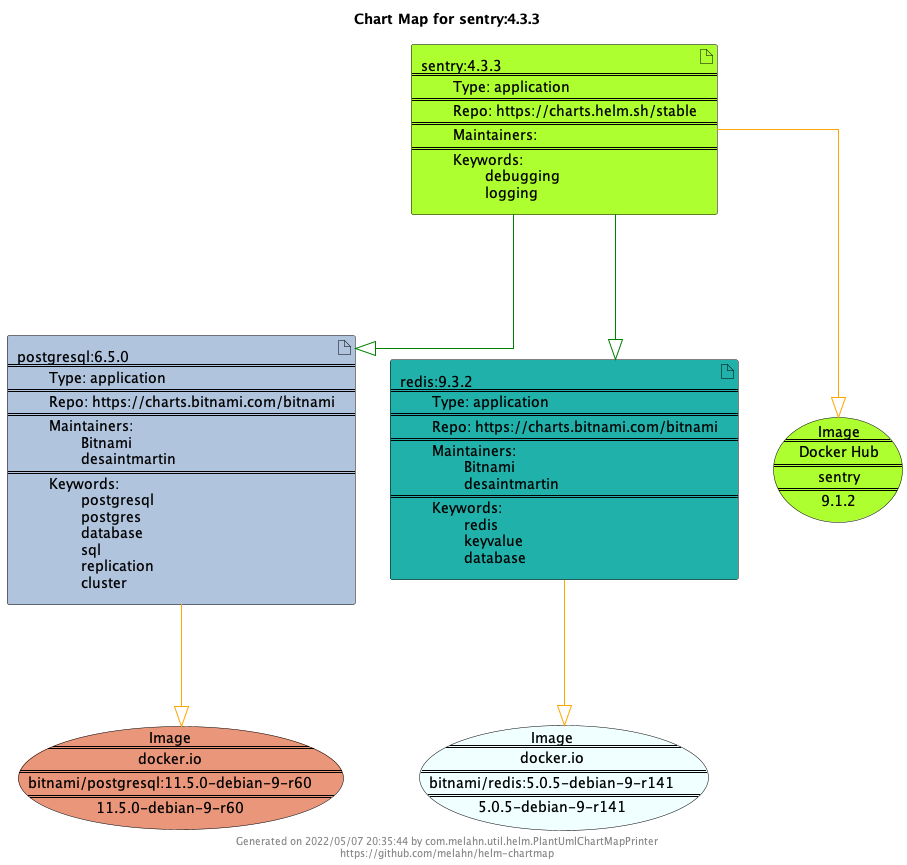 Chart Map for sentry:4.3.3
sentry:4.3.3
Type: application
Repo: https://charts.helm.sh/stable
Maintainers:
Keywords:
debugging
logging
postgresql:6.5.0
Type: application
Repo: https://charts.bitnami.com/bitnami
Maintainers:
Bitnami
desaintmartin
Keywords:
postgresql
postgres
database
sql
replication
cluster
redis:9.3.2
Type: application
Repo: https://charts.bitnami.com/bitnami
Maintainers:
Bitnami
desaintmartin
Keywords:
redis
keyvalue
database
Image
Docker Hub
sentry
9.1.2
Image
docker.io
bitnami/postgresql:11.5.0-debian-9-r60
11.5.0-debian-9-r60
Image
docker.io
bitnami/redis:5.0.5-debian-9-r141
5.0.5-debian-9-r141
Generated on 2022/05/07 20:35:44 by com.melahn.util.helm.PlantUmlChartMapPrinter
https://github.com/melahn/helm-chartmap